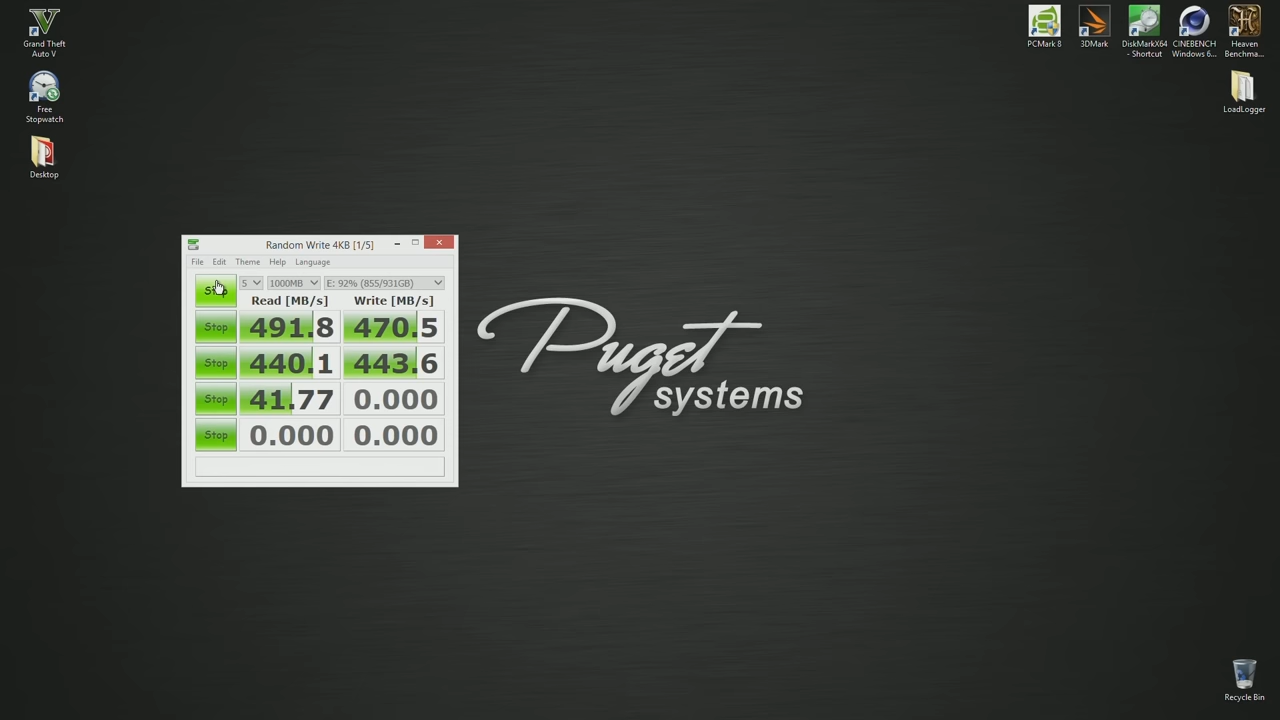 Grand Theft
Auto V
Free
Stopwatch
Desktop
PCMark 8
3DMark
DiskMarkX64
- Shortcut
CINEBENCH
Windows 6...
Heaven
Benchma...
LoadLogger
Random Write 4KB [1/5]
File Edit Theme Help Language
Stop 5 1000MB E: 92% (855/931GB)
Read [MB/s] Write [MB/s]
Stop 491.8 470.5
Stop 440.1 443.6
Stop 41.77 0.000
Stop 0.000 0.000
Puget
systems
Recycle Bin